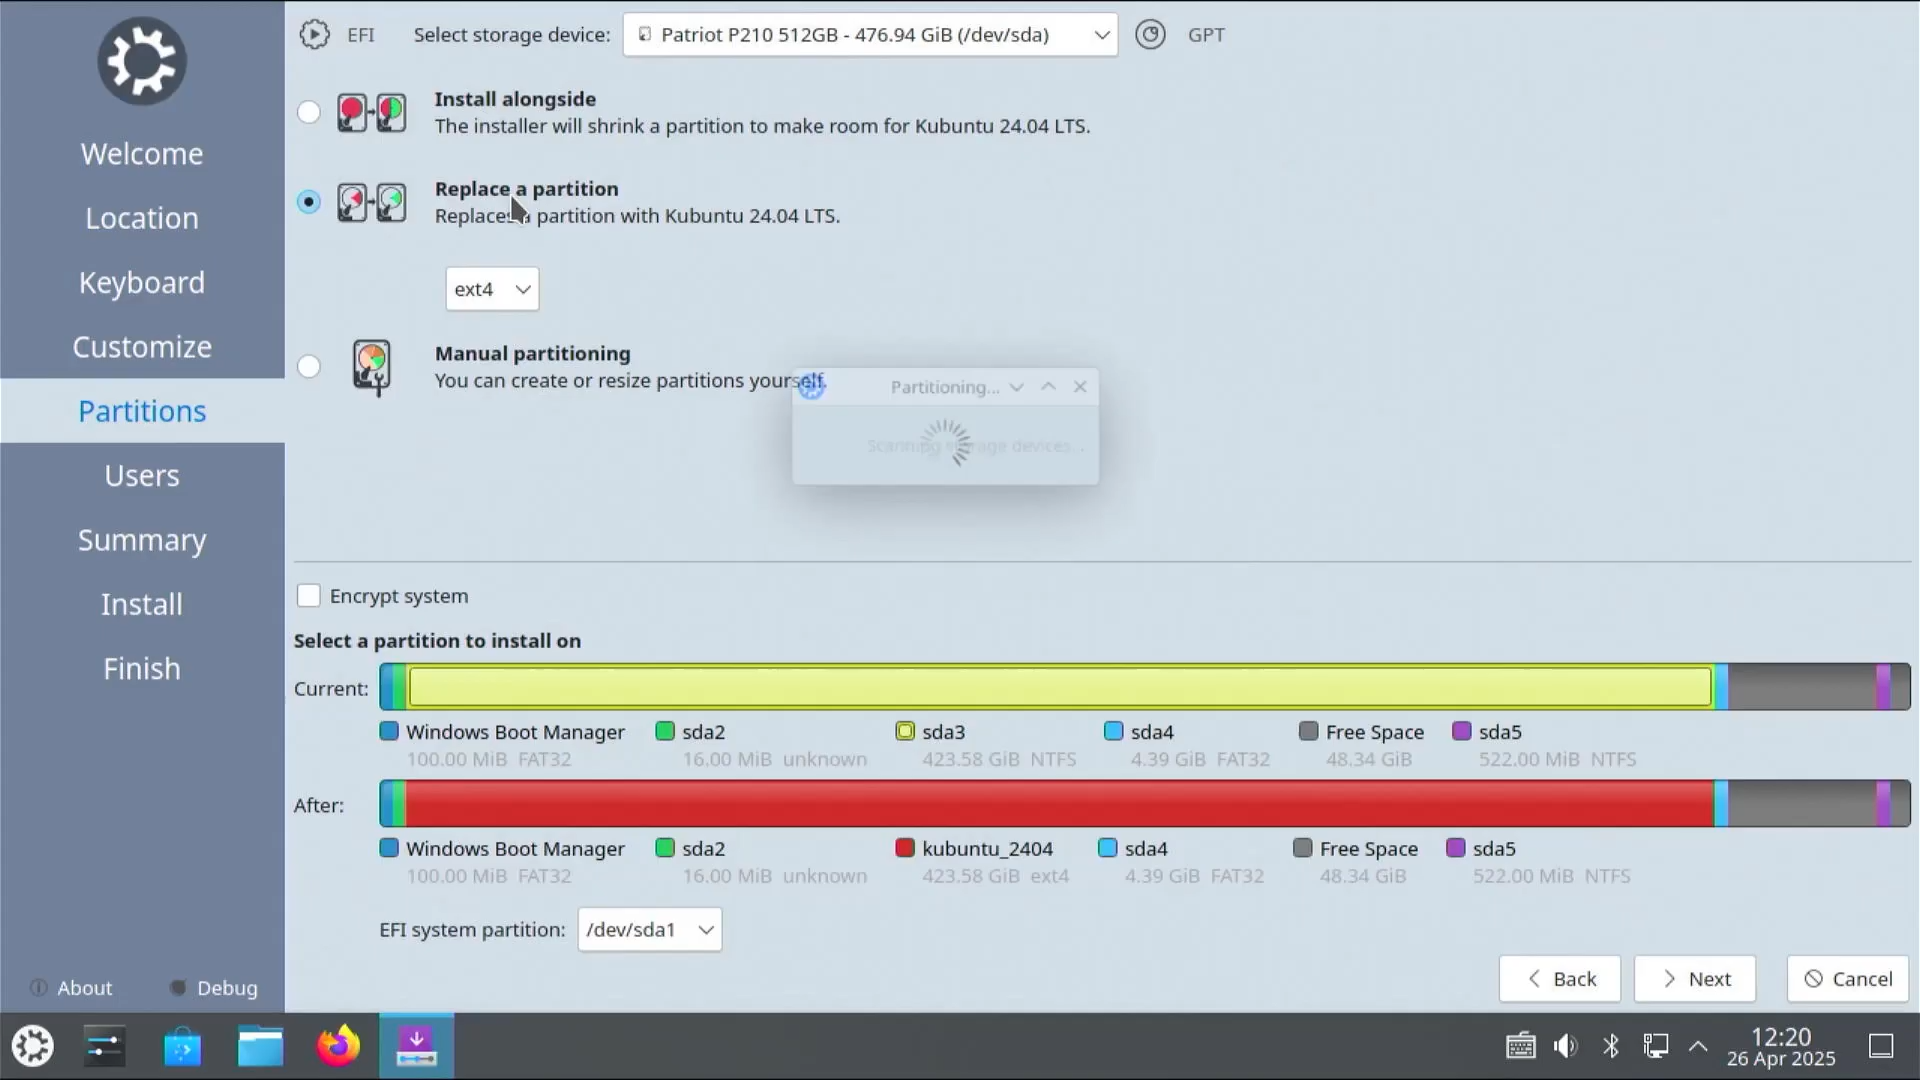 EFI Select storage device: Patriot P210 512GB - 476.94 GiB (/dev/sda) GPT
Install alongside
The installer will shrink a partition to make room for Kubuntu 24.04 LTS.
Replace a partition
Replaces a partition with Kubuntu 24.04 LTS.
ext4
Manual partitioning
You can create or resize partitions yourself.
Partitioning...
Scanning storage devices...
Welcome
Location
Keyboard
Customize
Partitions
Users
Summary
Install
Finish
Encrypt system
Select a partition to install on
Current:
Windows Boot Manager sda2 sda3 sda4 Free Space sda5
100.00 MiB FAT32 16.00 MiB unknown 423.58 GiB NTFS 4.39 GiB FAT32 48.34 GiB 522.00 MiB NTFS
After:
Windows Boot Manager sda2 kubuntu_2404 sda4 Free Space sda5
100.00 MiB FAT32 16.00 MiB unknown 423.58 GiB ext4 4.39 GiB FAT32 48.34 GiB 522.00 MiB NTFS
EFI system partition: /dev/sda1
Back Next Cancel
About Debug
12:20
26 Apr 2025